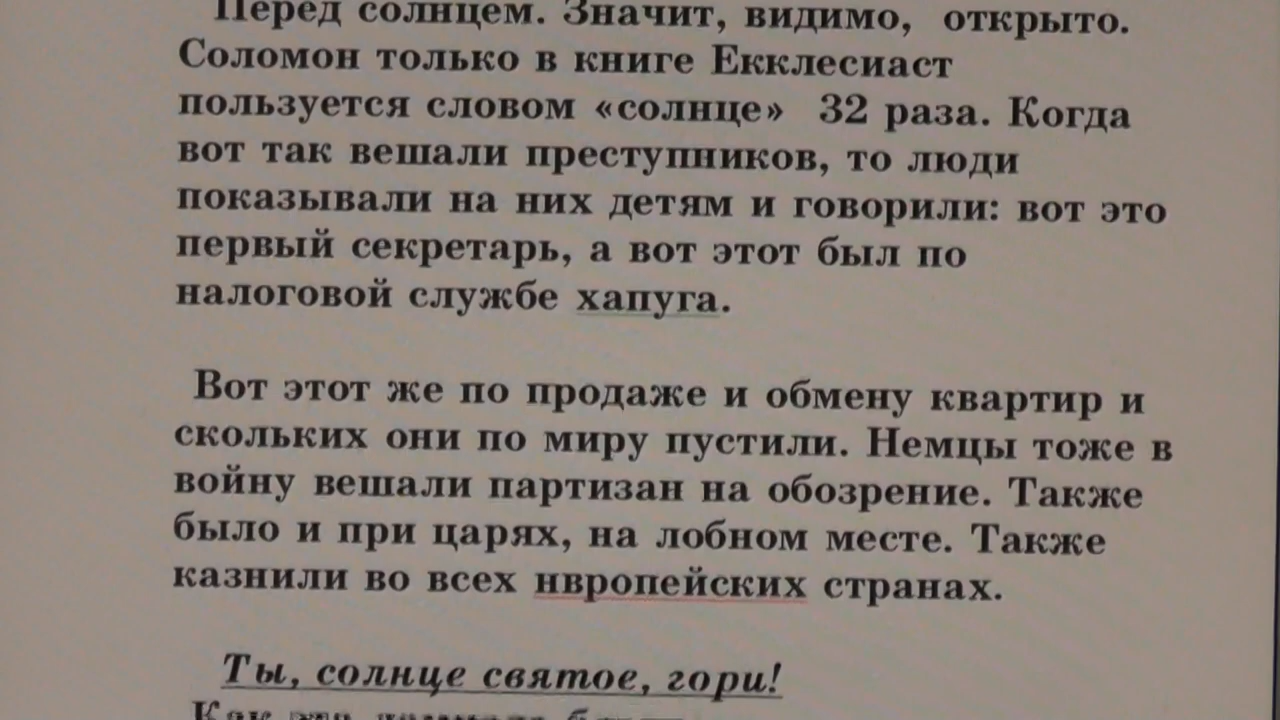 Перед солнцем. Значит, видимо, открыто.
Соломон только в книге Екклесиаст
пользуется словом «солнце» 32 раза. Когда
вот так вешали преступников, то люди
показывали на них детям и говорили: вот это
первый секретарь, а вот этот был по
налоговой службе хапуга.
Вот этот же по продаже и обмену квартир и
скольких они по миру пустили. Немцы тоже в
войну вешали партизан на обозрение. Также
было и при царях, на лобном месте. Также
казнили во всех нвропейских странах.
Ты, солнце святое, гори!
Как